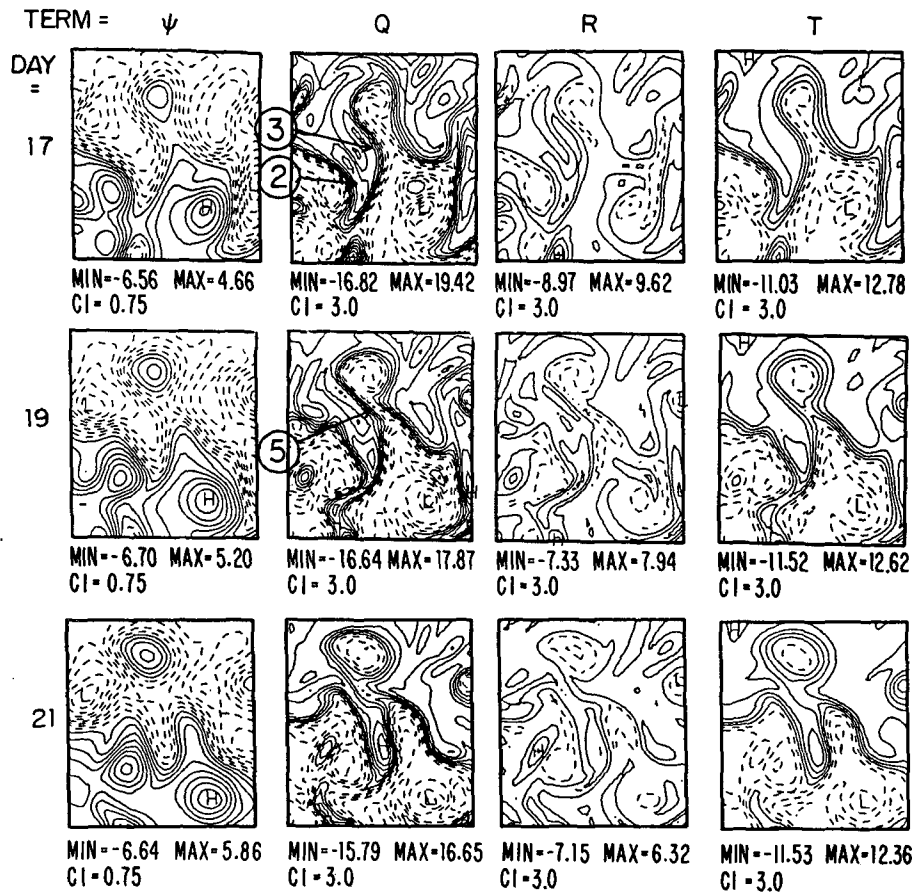 TERM = ψ Q R T
DAY
=
17
3
2
H
L
H
H
L
MIN=-6.56 MAX=4.66 MIN=-16.82 MAX=19.42 MIN=-8.97 MAX=9.62 MIN=-11.03 MAX=12.78
CI= 0.75 CI= 3.0 CI= 3.0 CI= 3.0
19
5
L
H
L
H
H
L
L
MIN=-6.70 MAX=5.20 MIN=-16.64 MAX=17.87 MIN=-7.33 MAX=7.94 MIN=-11.52 MAX=12.62
CI= 0.75 CI= 3.0 CI= 3.0 CI= 3.0
21
L
H
L
H
L
H
L
MIN=-6.64 MAX=5.86 MIN=-15.79 MAX=16.65 MIN=-7.15 MAX=6.32 MIN=-11.53 MAX=12.36
CI= 0.75 CI= 3.0 CI= 3.0 CI= 3.0